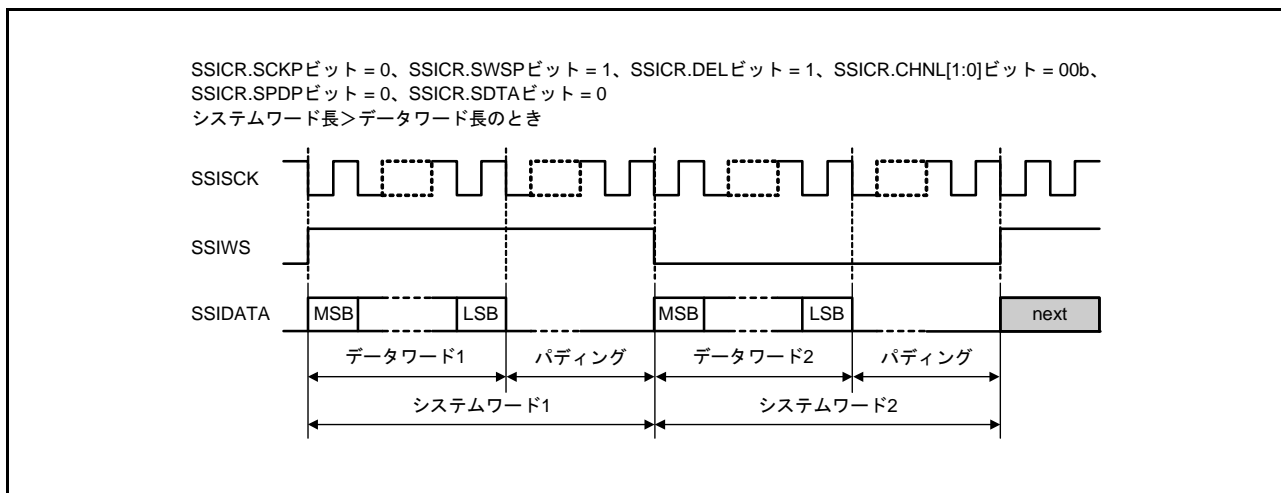 SSICR.SCKPビット = 0、SSICR.SWSPビット = 1、SSICR.DELビット = 1、SSICR.CHNL[1:0]ビット = 00b、
SSICR.SPDPビット = 0、SSICR.SDTAビット = 0
システムワード長＞データワード長のとき
SSISCK
SSIWS
SSIDATA MSB LSB MSB LSB next
データワード1 パディング データワード2 パディング
システムワード1 システムワード2